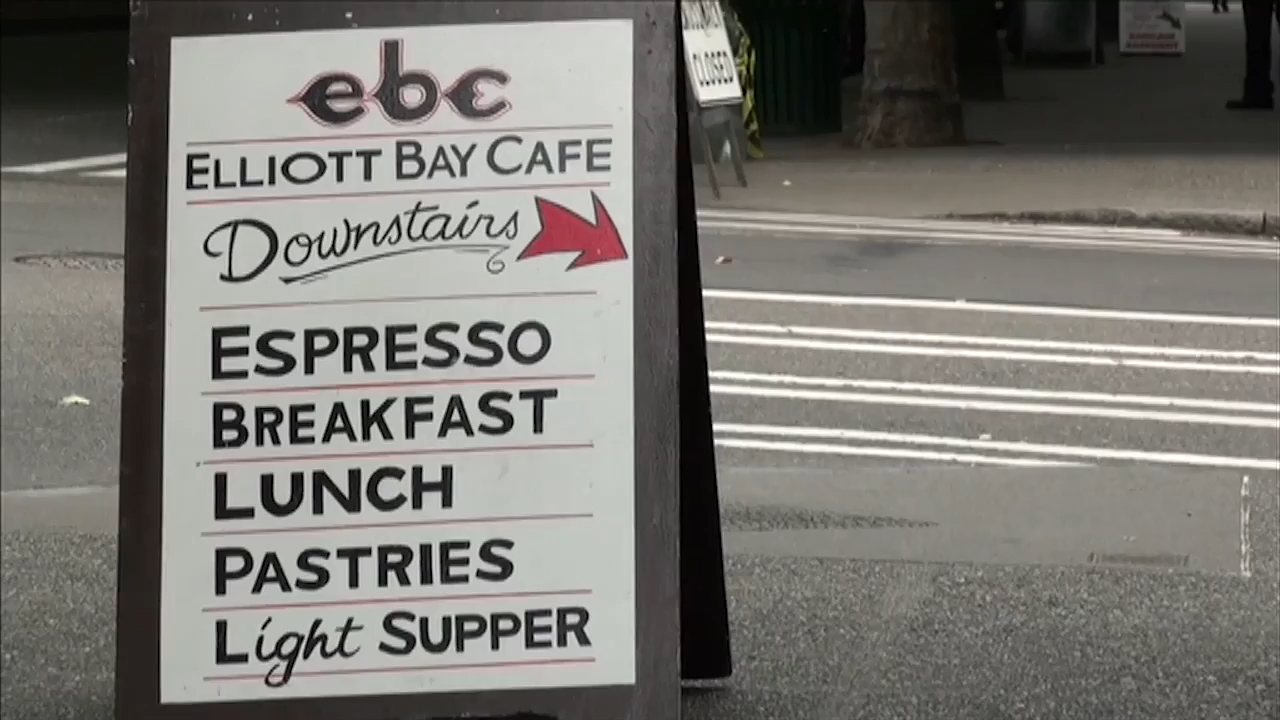 ebc
ELLIOTT BAY CAFE
Downstairs
ESPRESSO
BREAKFAST
LUNCH
PASTRIES
Light SUPPER
CLOSED